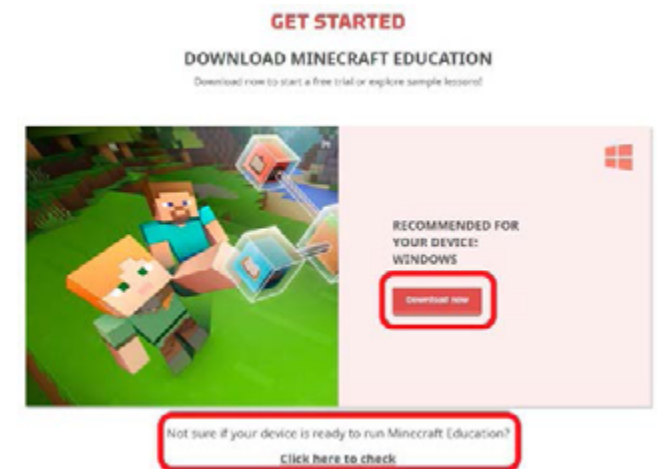 GET STARTED
DOWNLOAD MINECRAFT EDUCATION
Download now to start a free trial or explore sample lessons!
RECOMMENDED FOR
YOUR DEVICE:
WINDOWS
Download now
Not sure if your device is ready to run Minecraft Education?
Click here to check